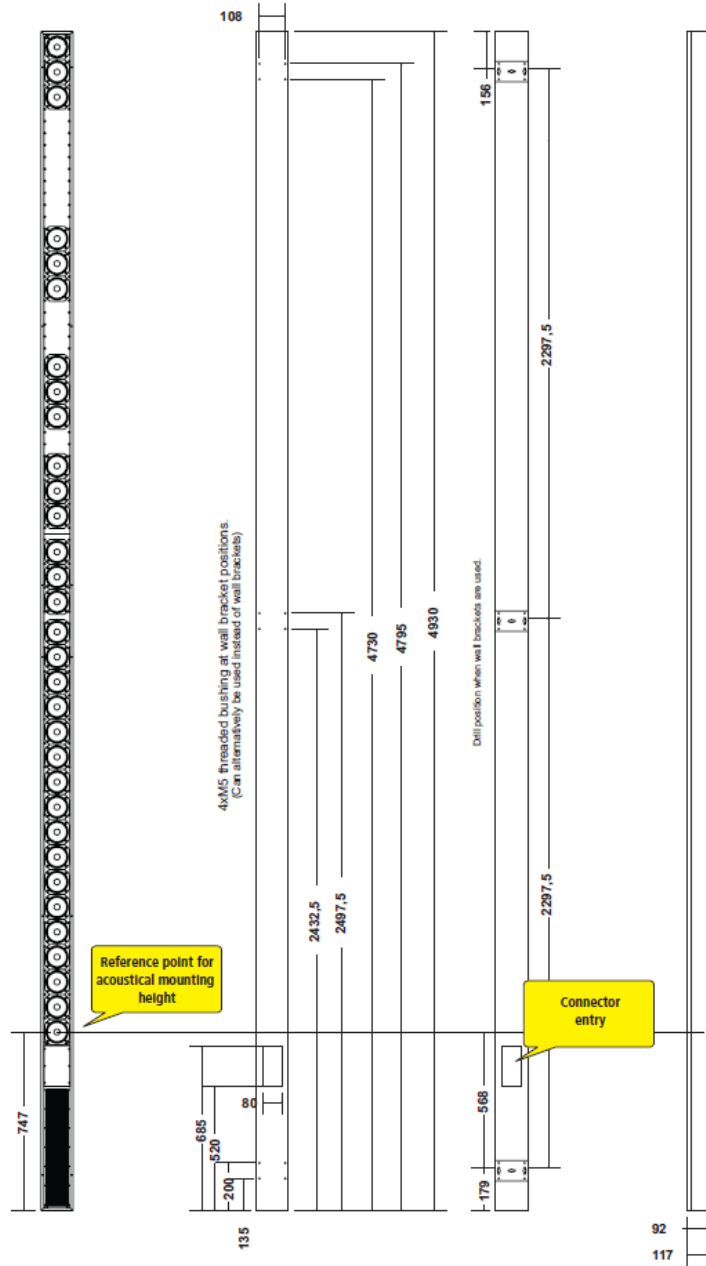 108
156
2297,5
4xM5 threaded bushing at wall bracket positions.
(Can alternatively be used instead of wall brackets)
Drill position when wall brackets are used.
4730
4795
4930
2432,5
2497,5
2297,5
Reference point for
acoustical mounting
height
Connector
entry
747
685
520
200
135
80
568
179
92
117